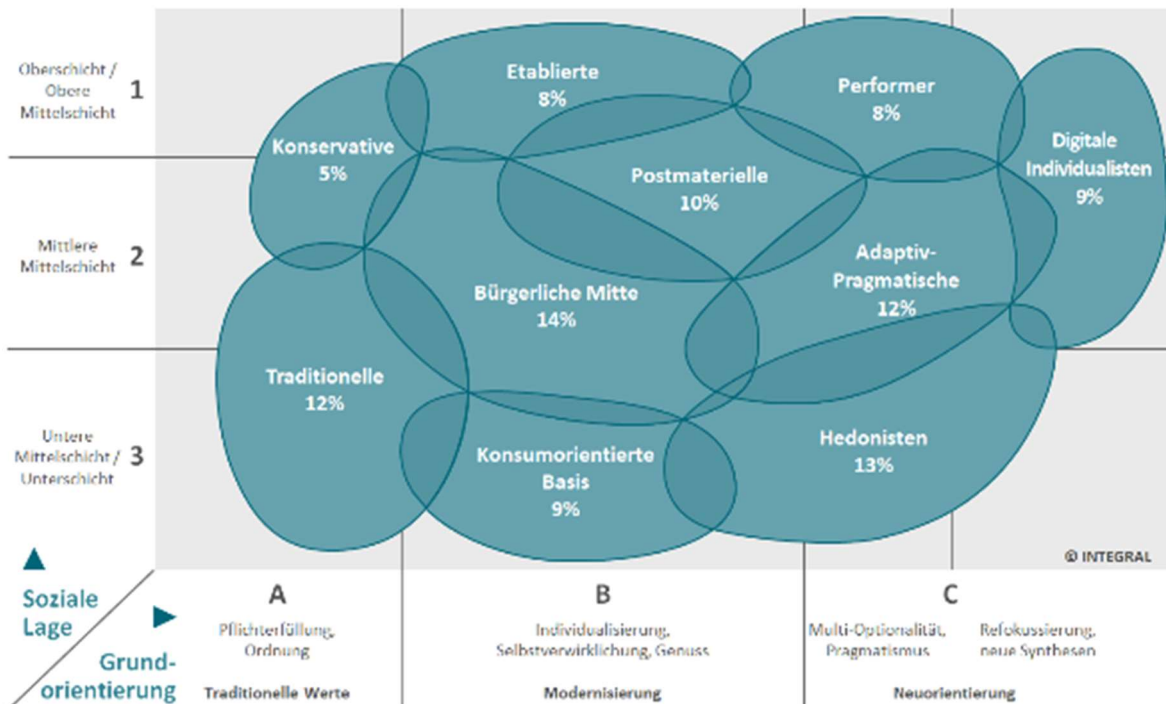 Oberschicht /
Obere
Mittelschicht
1
Etablierte
8%
Performer
8%
Konservative
5%
Digitale
Individualisten
9%
Postmaterielle
10%
Mittlere
Mittelschicht
2
Adaptiv-
Pragmatische
12%
Bürgerliche Mitte
14%
Traditionelle
12%
Untere
Mittelschicht /
Unterschicht
3
Konsumorientierte
Basis
9%
Hedonisten
13%
© INTEGRAL
Soziale
Lage
Grund-
orientierung
A
Pflichterfüllung,
Ordnung
Traditionelle Werte
B
Individualisierung,
Selbstverwirklichung, Genuss
Modernisierung
C
Multi-Optionalität,
Pragmatismus
Refokussierung,
neue Synthesen
Neuorientierung